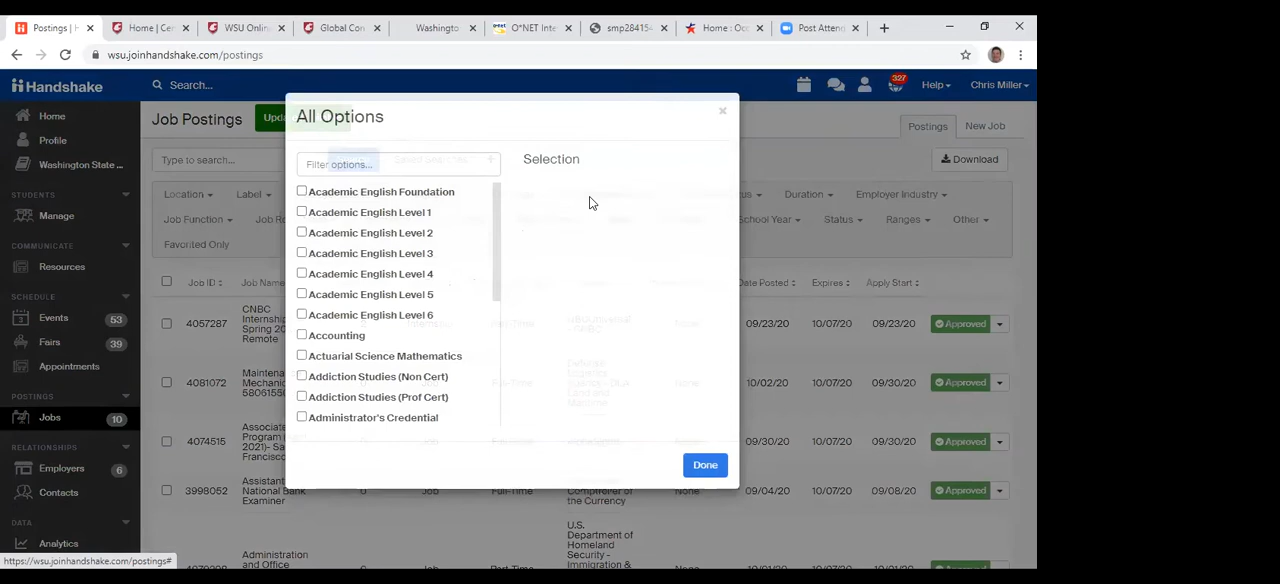 Postings | H
Home | Cen
WSU Online
Global Con
Washingto
O*NET Inte
smp28415
Home : Occ
Post Atten
wsu.joinhandshake.com/postings
Handshake
Search...
327
Help
Chris Miller
Home
Profile
Washington State ...
STUDENTS
Manage
COMMUNICATE
Resources
SCHEDULE
Events 53
Fairs 39
Appointments
POSTINGS
Jobs 10
RELATIONSHIPS
Employers 6
Contacts
DATA
Analytics
https://wsu.joinhandshake.com/postings#
Job Postings
Postings
New Job
Type to search...
Download
Location
Label
Duration
Employer Industry
Job Function
School Year
Status
Ranges
Other
Favorited Only
All Options
Filter options...
Selection
Academic English Foundation
Academic English Level 1
Academic English Level 2
Academic English Level 3
Academic English Level 4
Academic English Level 5
Academic English Level 6
Accounting
Actuarial Science Mathematics
Addiction Studies (Non Cert)
Addiction Studies (Prof Cert)
Administrator's Credential
Done
Job ID
Job Name
Date Posted
Expires
Apply Start
4057287
CNBC
Internship
Spring 20
Remote
09/23/20 10/07/20 09/23/20 Approved
4081072
Mechanic
5806155
10/02/20 10/07/20 09/30/20 Approved
4074515
Associate
Program
2021)- Sa
Francisco
09/30/20 10/07/20 09/30/20 Approved
3998052
Assistant
National Bank
Examiner
0 Job Full-Time
Comptroller of
the Currency
None
09/04/20 10/07/20 09/08/20 Approved
Administration
and Office
U.S.
Department of
Homeland
Security -
Immigration &